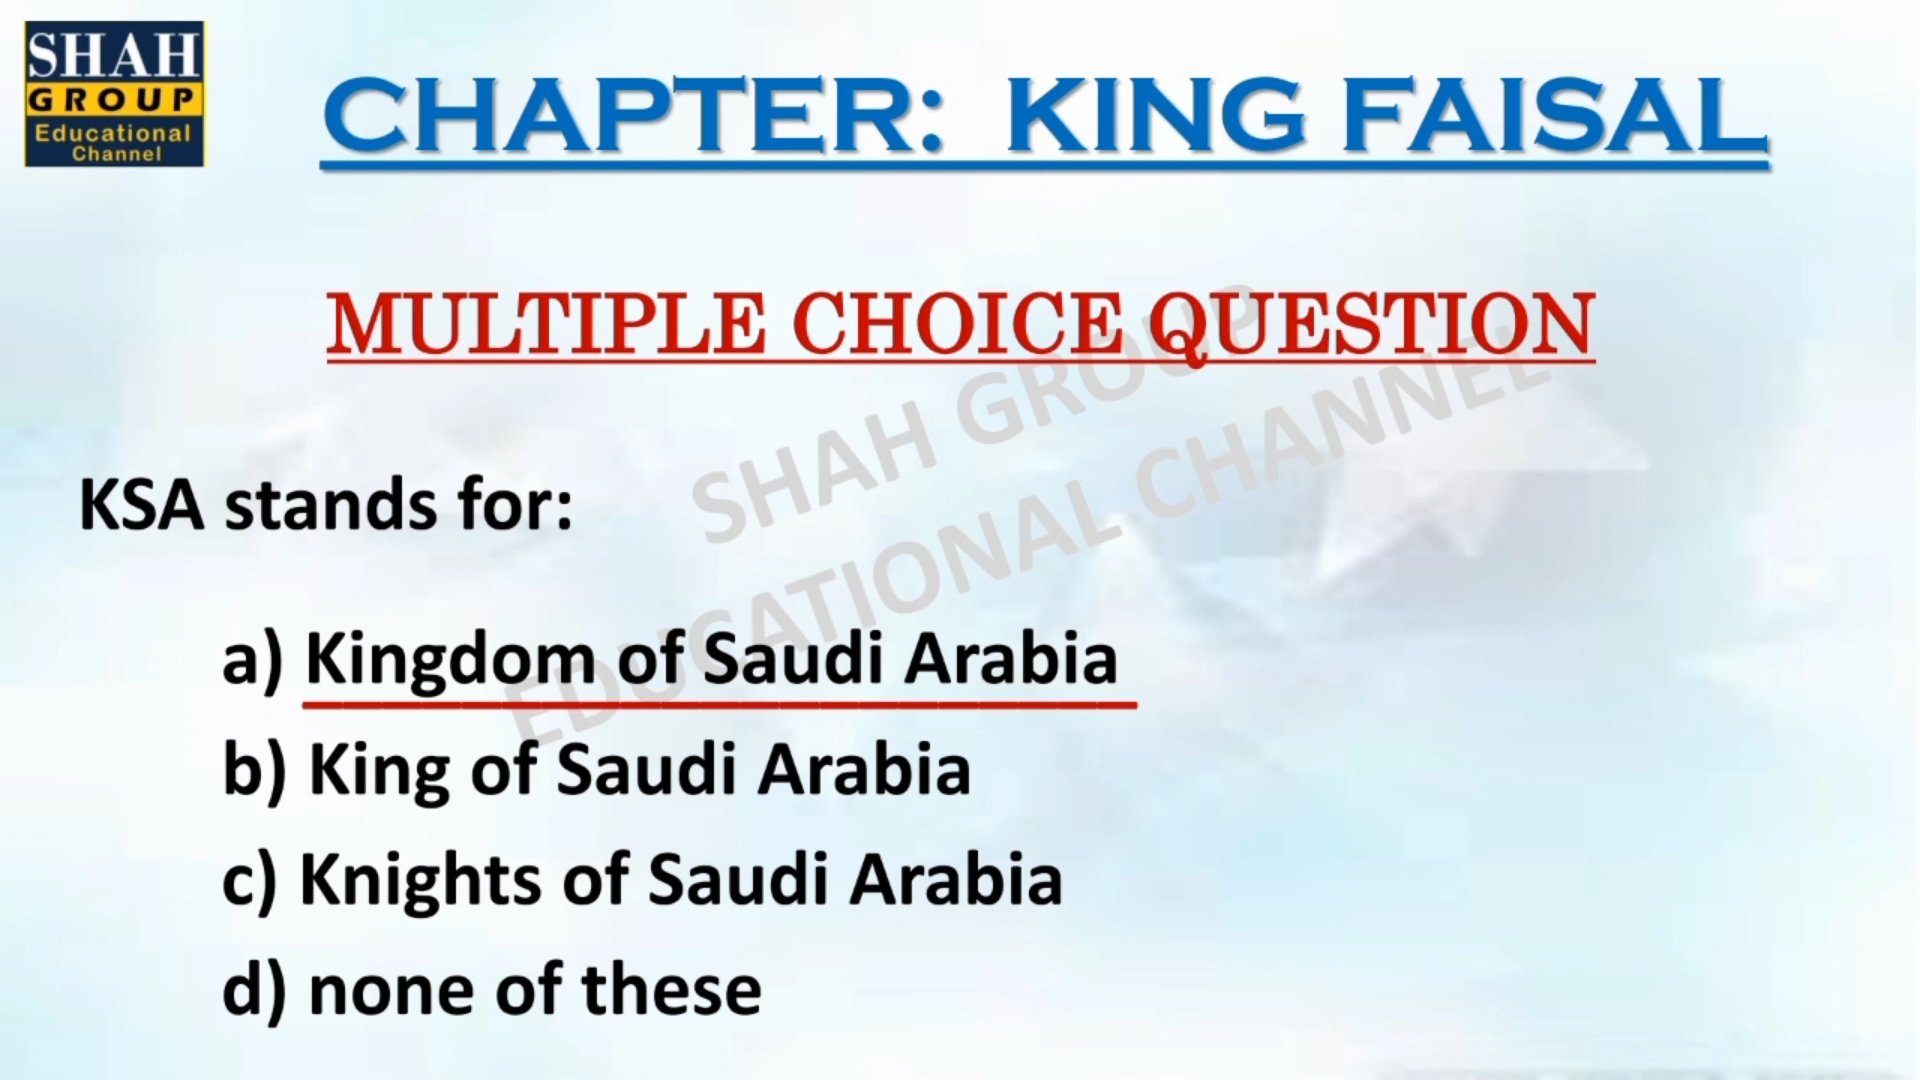 SHAH
GROUP
Educational
Channel
CHAPTER: KING FAISAL
MULTIPLE CHOICE QUESTION
SHAH GROUP
EDUCATIONAL CHANNEL
KSA stands for:
a) Kingdom of Saudi Arabia
b) King of Saudi Arabia
c) Knights of Saudi Arabia
d) none of these